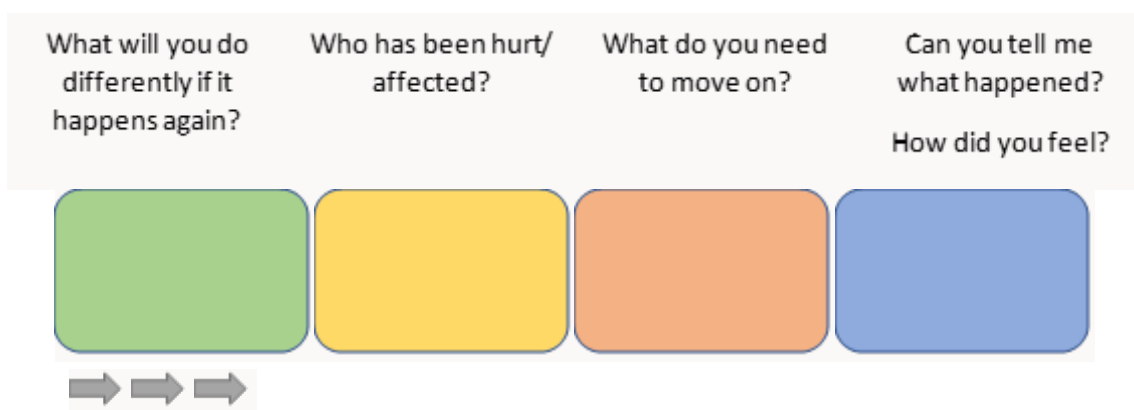 What will you do
differently if it
happens again?
Who has been hurt/
affected?
What do you need
to move on?
Can you tell me
what happened?
How did you feel?